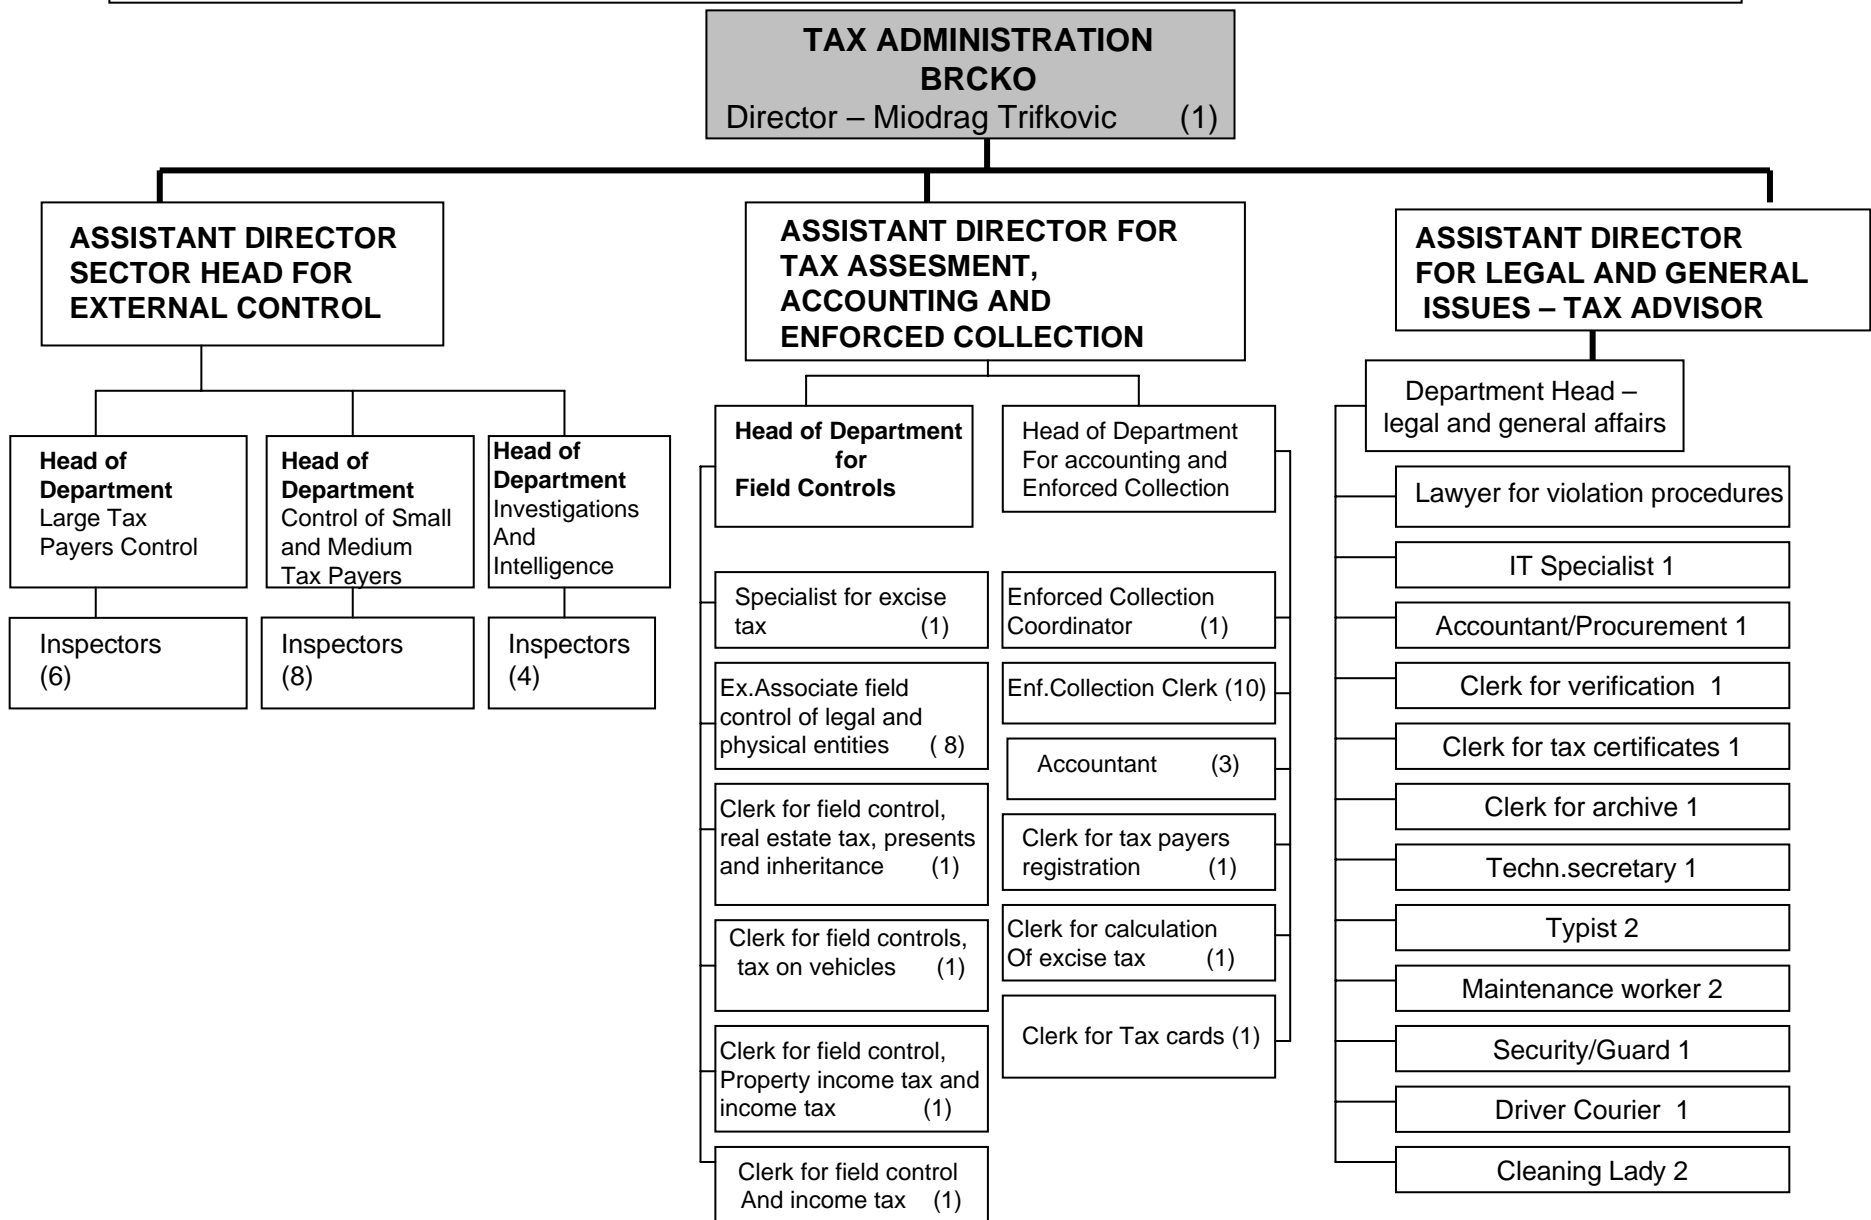 TAX ADMINISTRATION
BRCKO
Director – Miodrag Trifkovic (1)
ASSISTANT DIRECTOR
SECTOR HEAD FOR
EXTERNAL CONTROL
Head of
Department
Large Tax
Payers Control
Inspectors
(6)
Head of
Department
Control of Small
and Medium
Tax Payers
Inspectors
(8)
Head of
Department
Investigations
And
Intelligence
Inspectors
(4)
ASSISTANT DIRECTOR FOR
TAX ASSESMENT,
ACCOUNTING AND
ENFORCED COLLECTION
Head of Department
for
Field Controls
Specialist for excise
tax (1)
Ex.Associate field
control of legal and
physical entities ( 8)
Clerk for field control,
real estate tax, presents
and inheritance (1)
Clerk for field controls,
tax on vehicles (1)
Clerk for field control,
Property income tax and
income tax (1)
Clerk for field control
And income tax (1)
Head of Department
For accounting and
Enforced Collection
Enforced Collection
Coordinator (1)
Enf.Collection Clerk (10)
Accountant (3)
Clerk for tax payers
registration (1)
Clerk for calculation
Of excise tax (1)
Clerk for Tax cards (1)
ASSISTANT DIRECTOR
FOR LEGAL AND GENERAL
ISSUES – TAX ADVISOR
Department Head –
legal and general affairs
Lawyer for violation procedures
IT Specialist 1
Accountant/Procurement 1
Clerk for verification 1
Clerk for tax certificates 1
Clerk for archive 1
Techn.secretary 1
Typist 2
Maintenance worker 2
Security/Guard 1
Driver Courier 1
Cleaning Lady 2